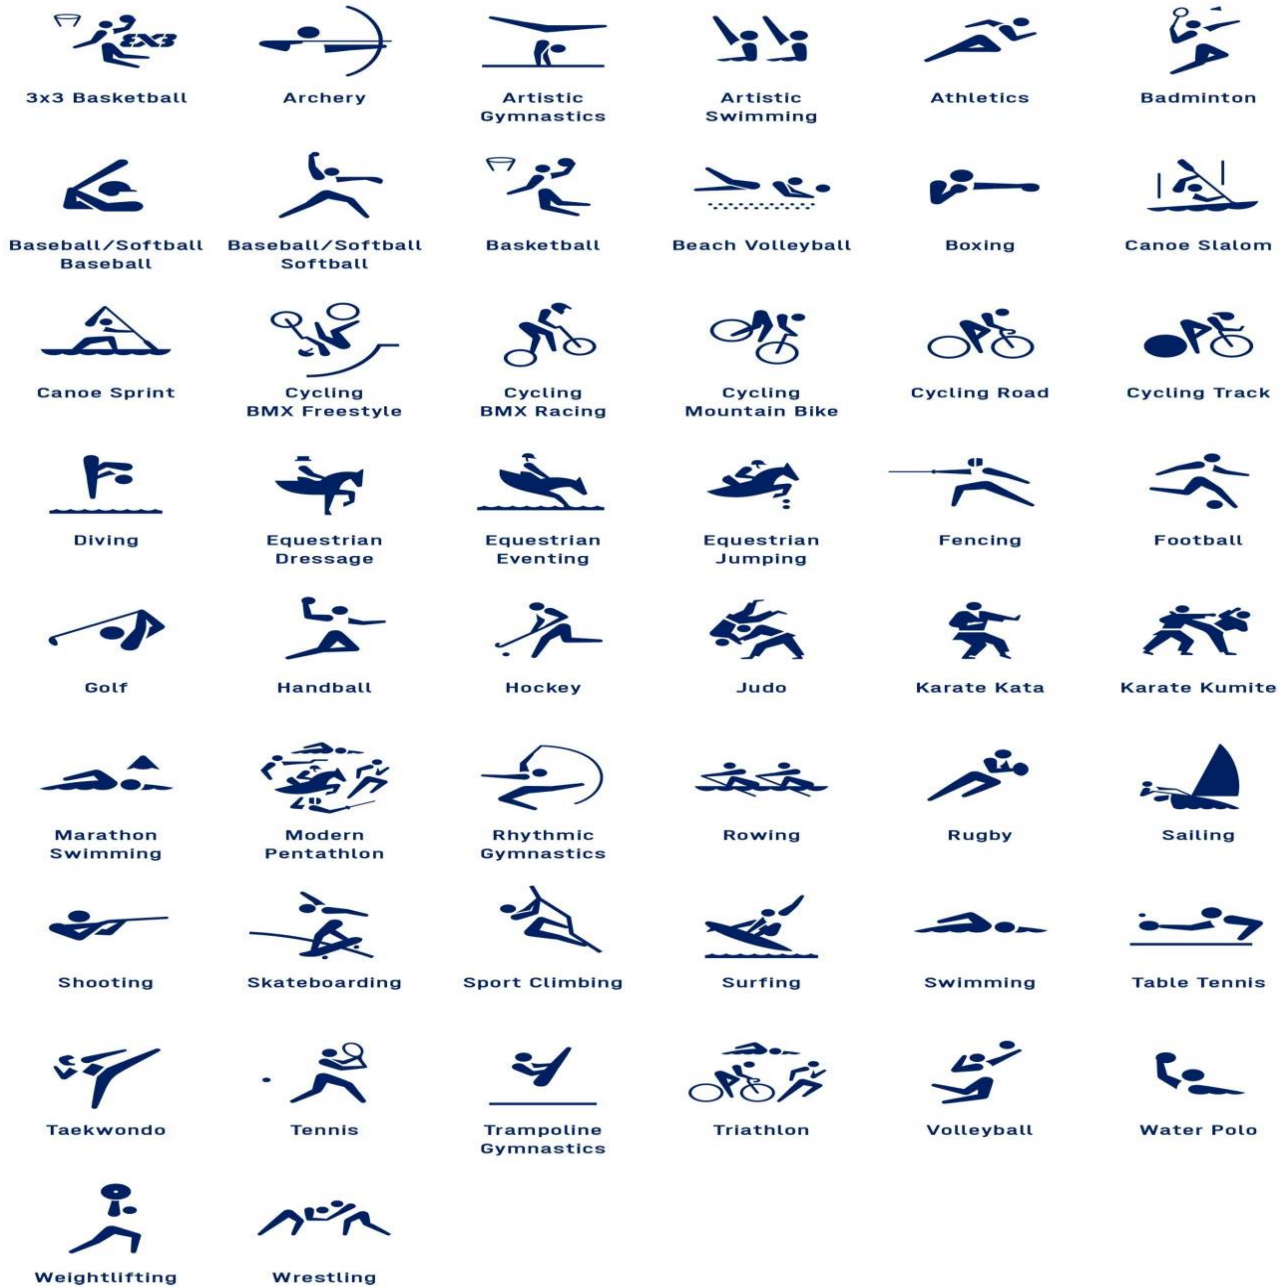 3X3
3x3 Basketball
Archery
Artistic
Gymnastics
Artistic
Swimming
Athletics
Badminton
Baseball/Softball
Baseball
Baseball/Softball
Softball
Basketball
Beach Volleyball
Boxing
Canoe Slalom
Canoe Sprint
Cycling
BMX Freestyle
Cycling
BMX Racing
Cycling
Mountain Bike
Cycling Road
Cycling Track
Diving
Equestrian
Dressage
Equestrian
Eventing
Equestrian
Jumping
Fencing
Football
Golf
Handball
Hockey
Judo
Karate Kata
Karate Kumite
Marathon
Swimming
Modern
Pentathlon
Rhythmic
Gymnastics
Rowing
Rugby
Sailing
Shooting
Skateboarding
Sport Climbing
Surfing
Swimming
Table Tennis
Taekwondo
Tennis
Trampoline
Gymnastics
Triathlon
Volleyball
Water Polo
Weightlifting
Wrestling